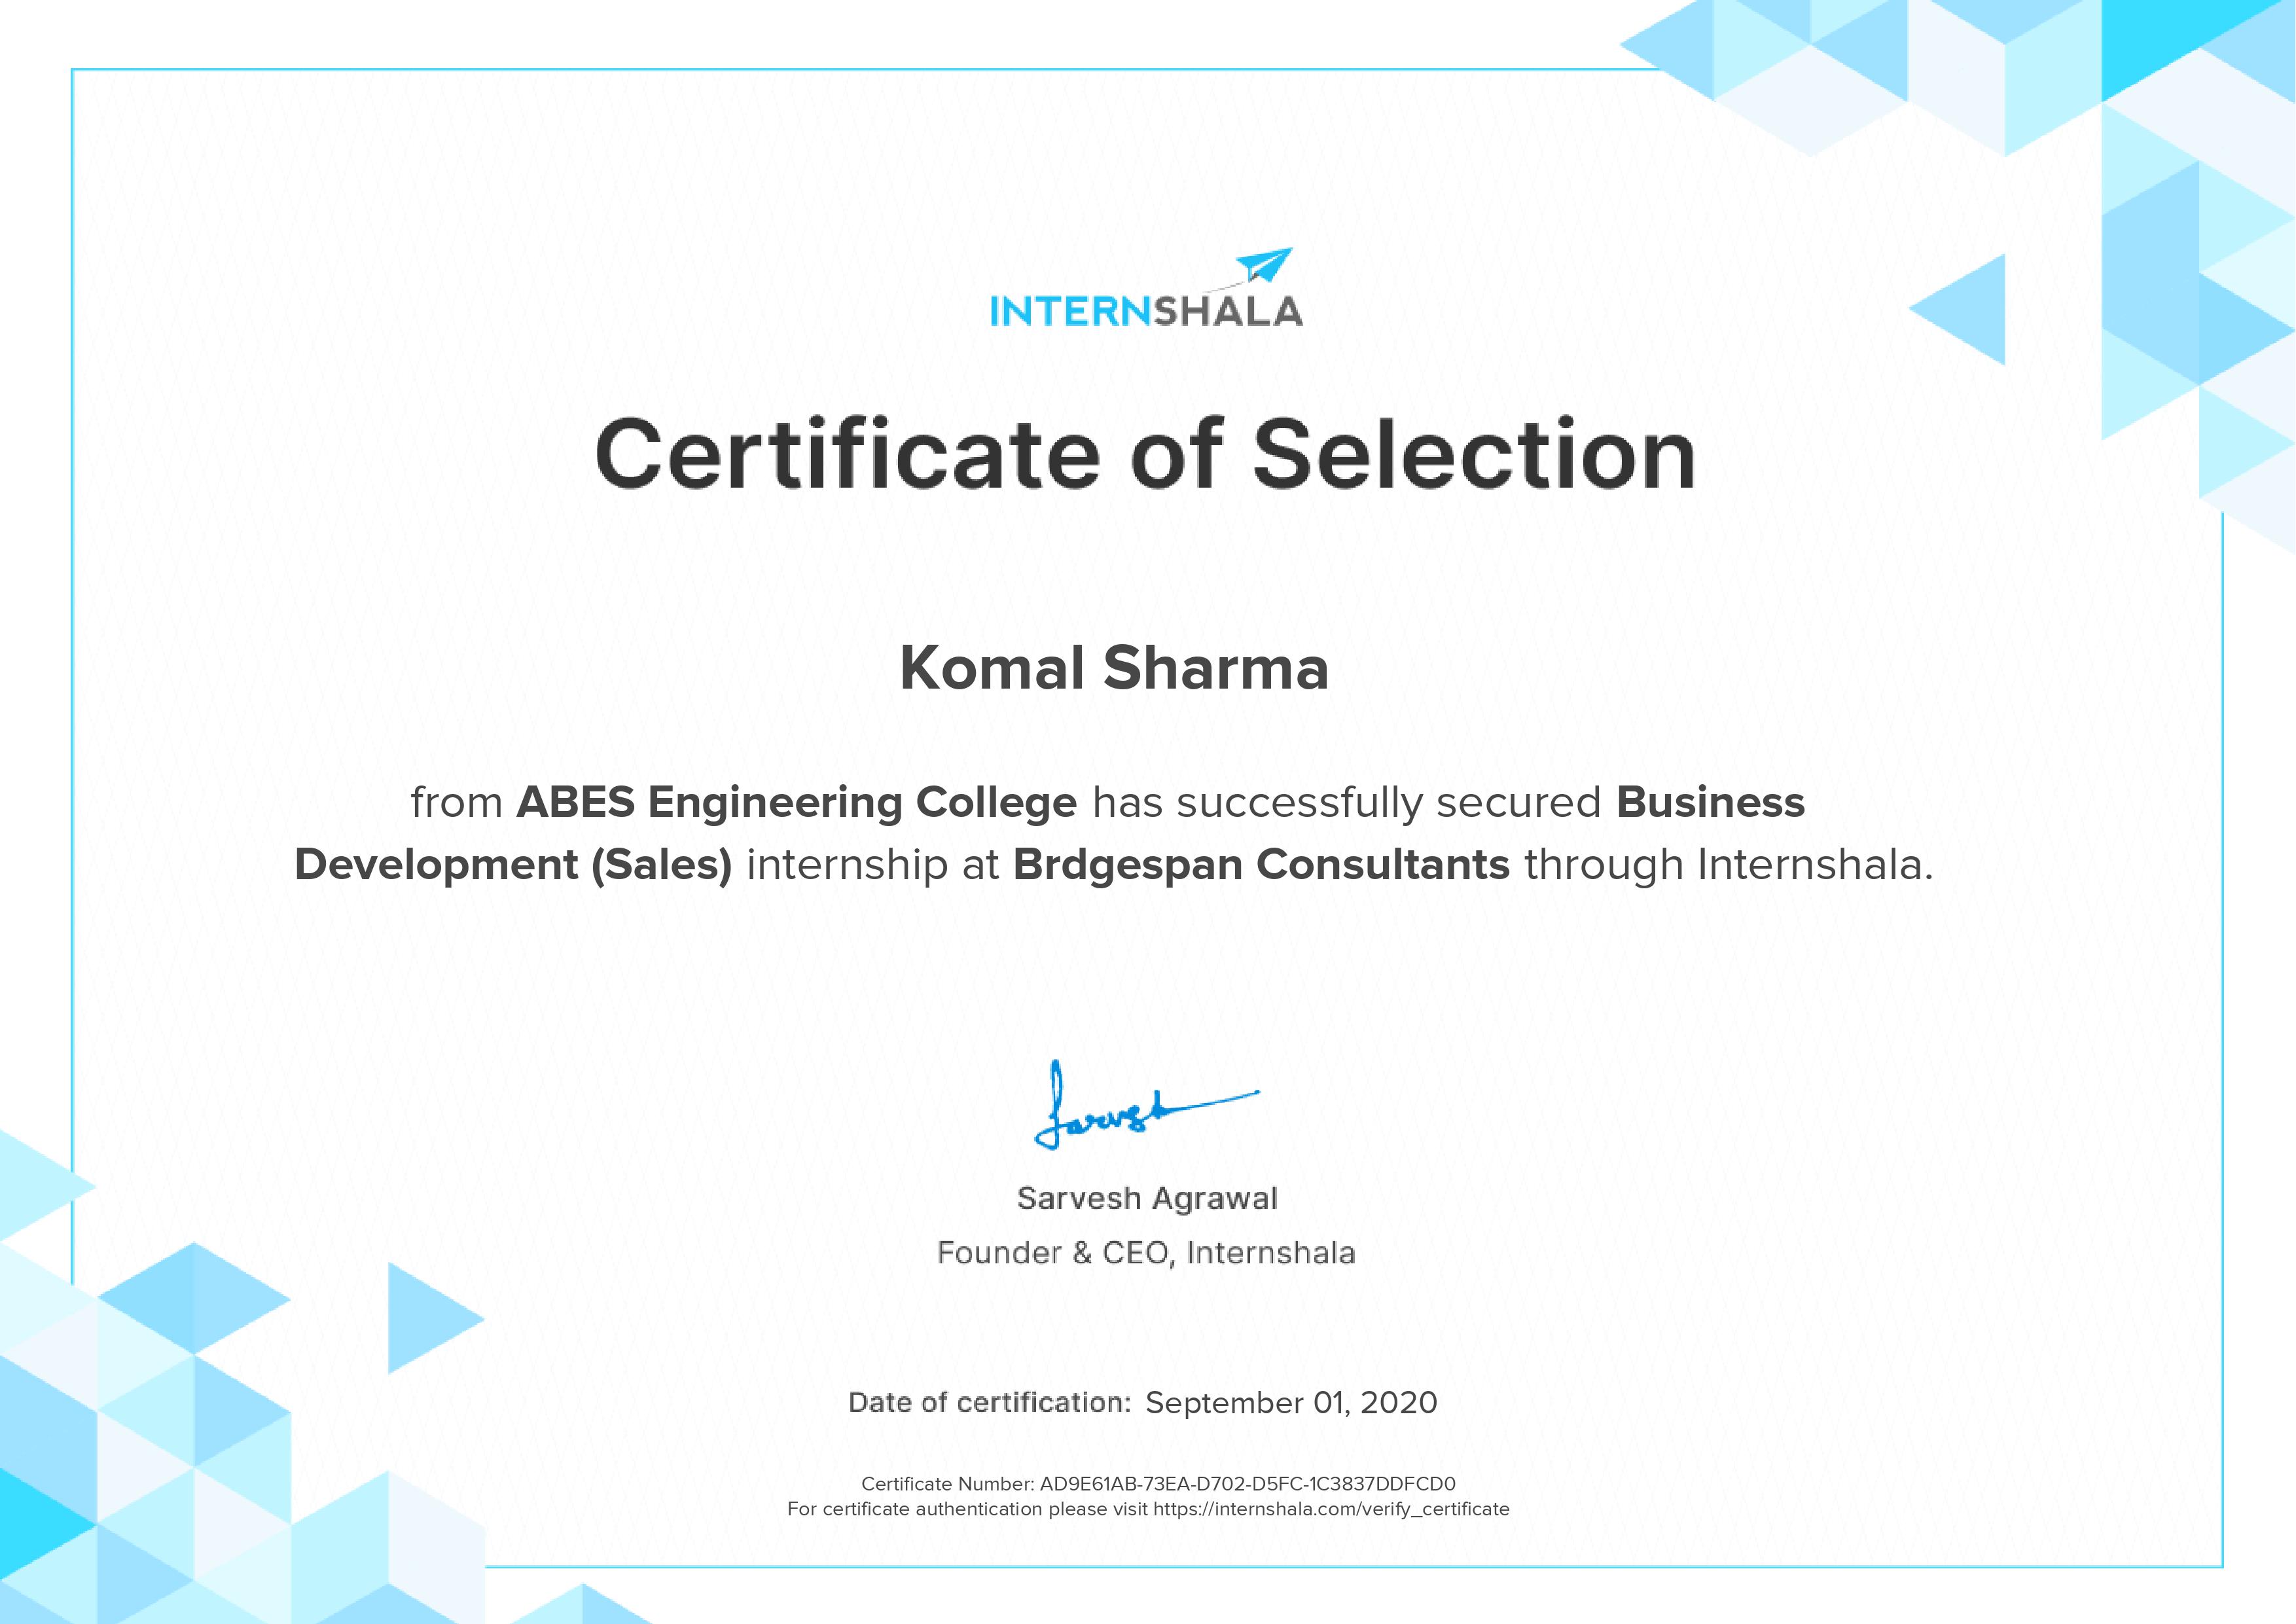 INTERNSHALA
Certificate of Selection
Komal Sharma
from ABES Engineering College has successfully secured Business
Development (Sales) internship at Brdgespan Consultants through Internshala.
Sarvesh
Sarvesh Agrawal
Founder & CEO, Internshala
Date of certification: September 01, 2020
Certificate Number: AD9E61AB-73EA-D702-D5FC-1C3837DDFCD0
For certificate authentication please visit https://internshala.com/verify_certificate